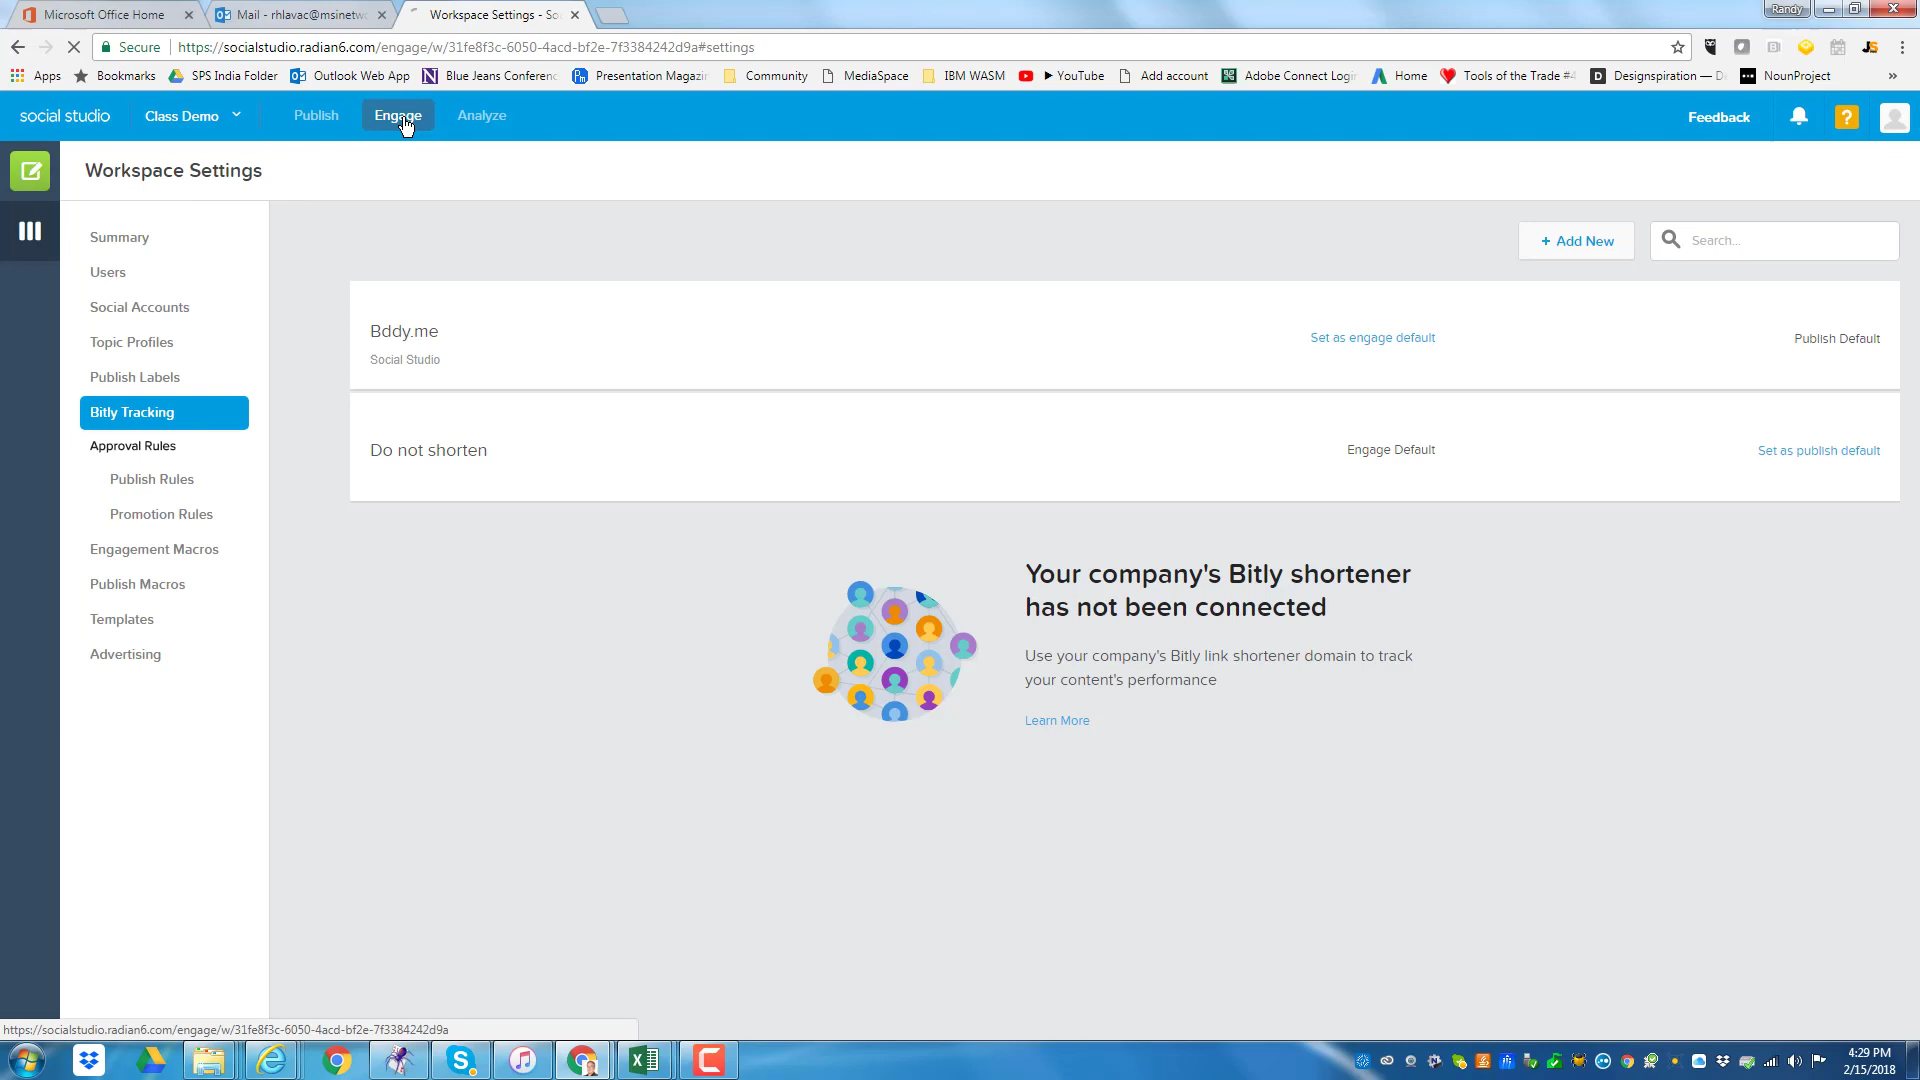 Microsoft Office Home
Mail - rhlavac@msinetwo
Workspace Settings - So
Randy
Secure
https://socialstudio.radian6.com/engage/w/31fe8f3c-6050-4acd-bf2e-7f3384242d9a#settings
Apps
Bookmarks
SPS India Folder
Outlook Web App
Blue Jeans Conferenc
Presentation Magazin
Community
MediaSpace
IBM WASM
YouTube
Add account
Adobe Connect Login
Home
Tools of the Trade #4
Designspiration — D
NounProject
»
social studio
Class Demo
Publish
Engage
Analyze
Feedback
?
Workspace Settings
Summary
Users
Social Accounts
Topic Profiles
Publish Labels
Bitly Tracking
Approval Rules
Publish Rules
Promotion Rules
Engagement Macros
Publish Macros
Templates
Advertising
+ Add New
Search...
Bddy.me
Social Studio
Set as engage default
Publish Default
Do not shorten
Engage Default
Set as publish default
Your company's Bitly shortener
has not been connected
Use your company's Bitly link shortener domain to track
your content's performance
Learn More
https://socialstudio.radian6.com/engage/w/31fe8f3c-6050-4acd-bf2e-7f3384242d9a
4:29 PM
2/15/2018